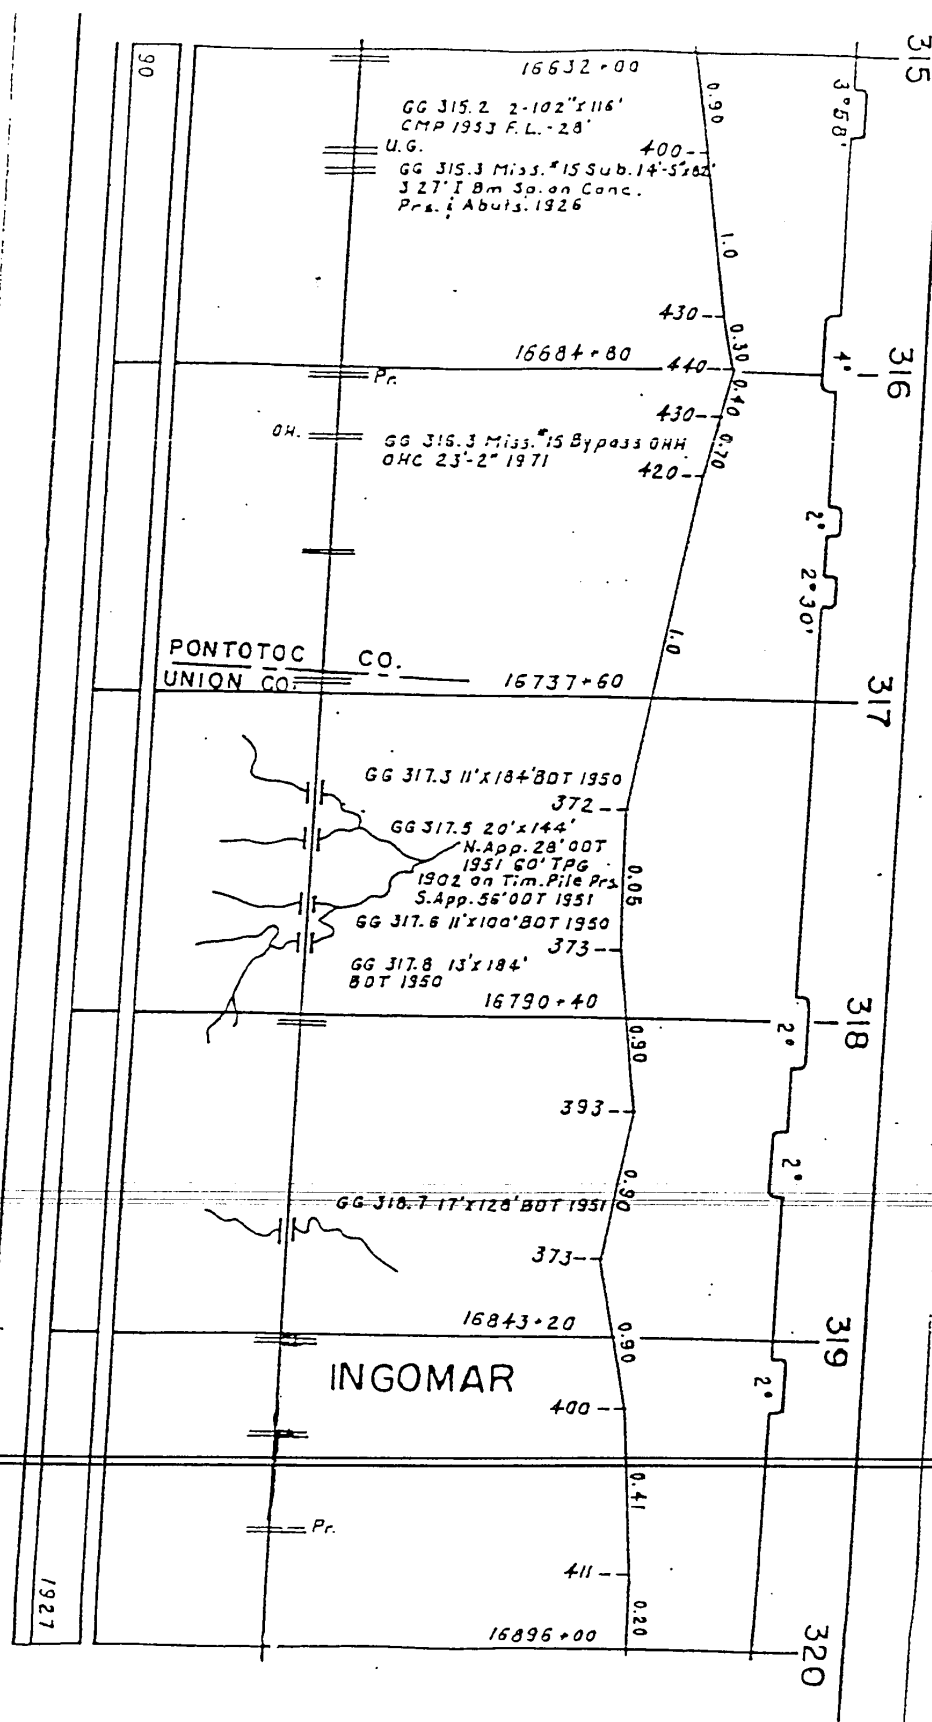 315
90
16632+00
3°58'
0.90
GG 315.2 2-102"x116'
CMP 1953 F.L.-28'
U.G.
400
GG 315.3 Miss.#15 Sub.14'-5"x82'
3 27' I Bm Sp. on Conc.
Prs. & Abuts. 1926
1.0
430
0.30
316
16684+80
440
4°
Pr.
0.40
430
OH.
GG 316.3 Miss.#15 Bypass OHH
OHC 23'-2" 1971
0.70
420
2°
2°30'
1.0
PONTOTOC CO.
UNION CO.
16737+60
317
GG 317.3 11'x184' BDT 1950
372
GG 317.5 20'x144'
N.App. 28' ODT
1951 60' TPG
1902 on Tim. Pile Prs.
S.App. 56' ODT 1951
0.05
GG 317.6 11'x100' BDT 1950
373
GG 317.8 13'x184'
BDT 1950
16790+40
318
2°
0.90
393
2°
0.90
GG 318.7 17'x128' BDT 1951
373
16843+20
319
0.90
INGOMAR
2°
400
0.41
Pr.
411
0.20
1927
16896+00
320